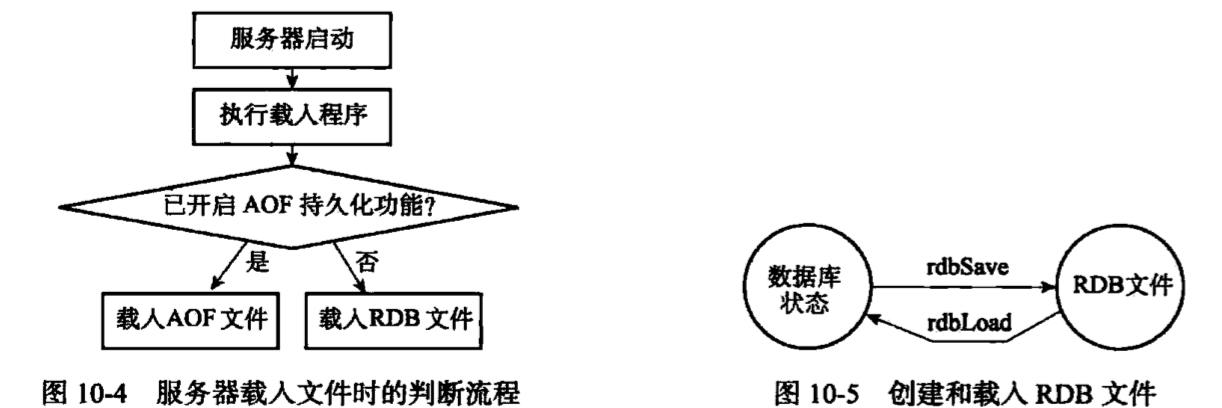 服务器启动
执行载入程序
已开启 AOF 持久化功能?
是
否
载入AOF 文件
载入RDB 文件
图 10-4 服务器载入文件时的判断流程
数据库
状态
rdbSave
rdbLoad
RDB文件
图 10-5 创建和载入 RDB 文件